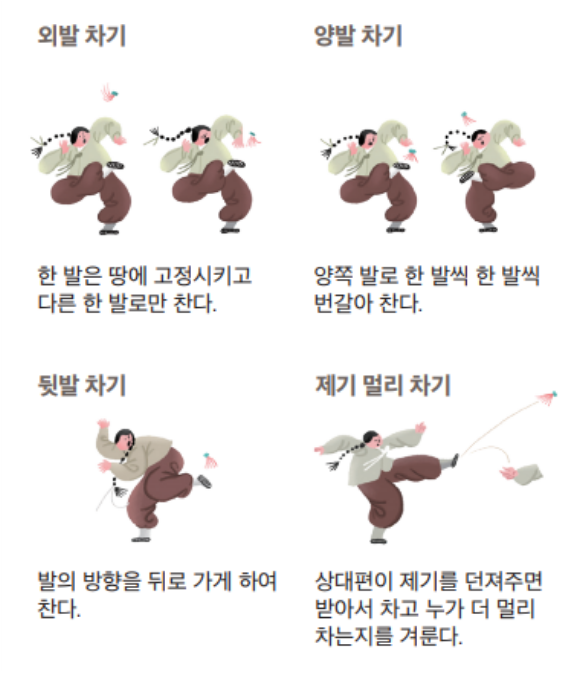 외발 차기
한 발은 땅에 고정시키고
다른 한 발로만 찬다.
양발 차기
양쪽 발로 한 발씩 한 발씩
번갈아 찬다.
뒷발 차기
발의 방향을 뒤로 가게 하여
찬다.
제기 멀리 차기
상대편이 제기를 던져주면
받아서 차고 누가 더 멀리
차는지를 겨룬다.